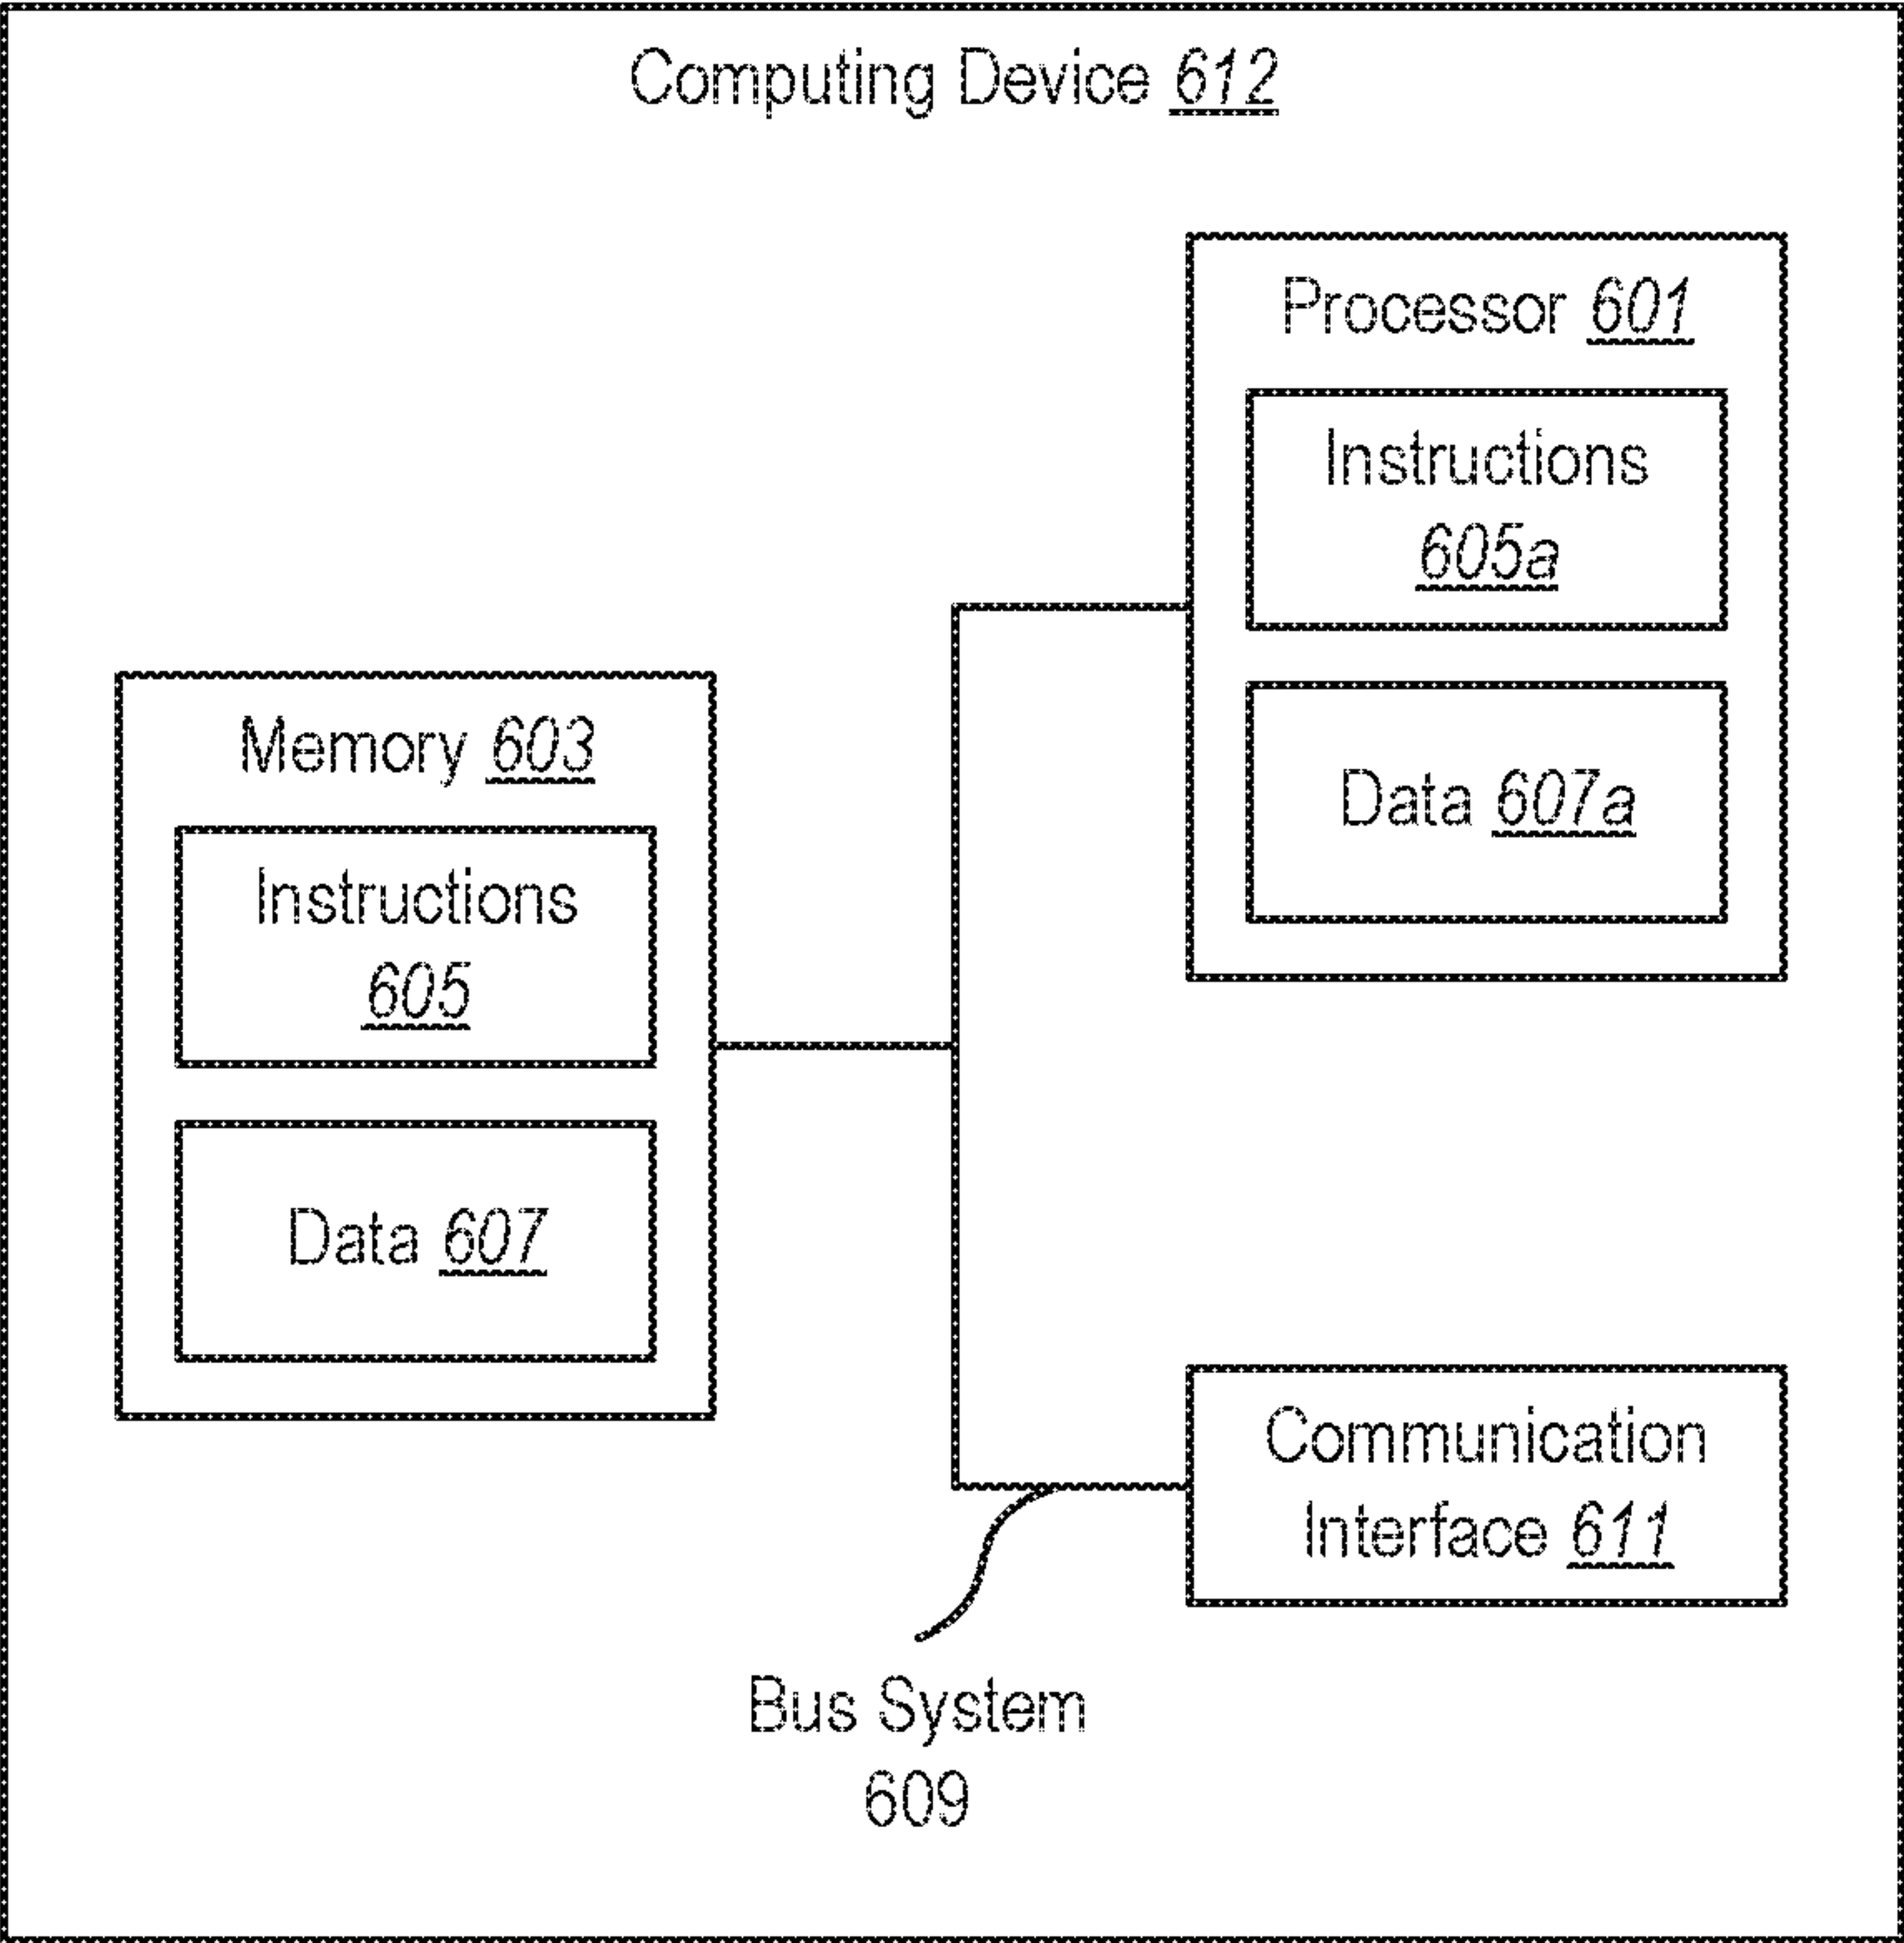 Computing Device 612
Processor 601
Instructions
605a
Data 607a
Memory 603
Instructions
605
Data 607
Communication
Interface 611
Bus System
609